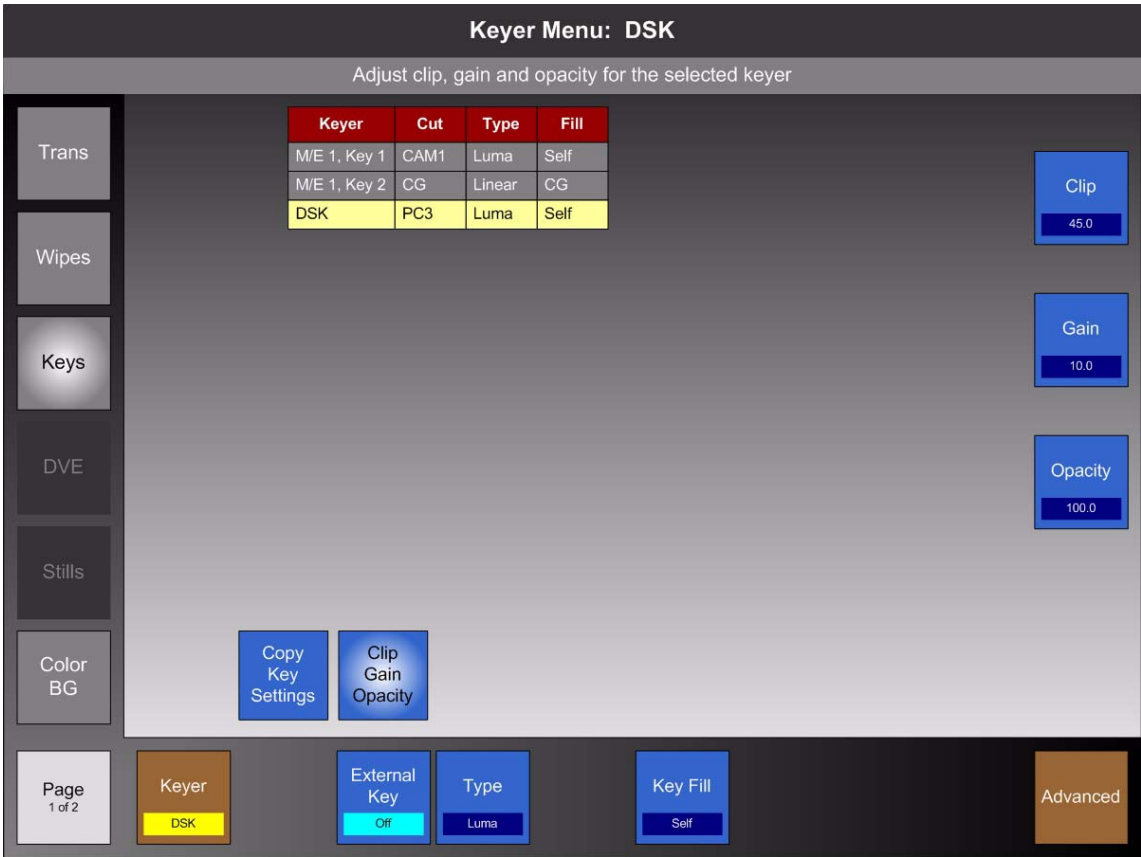 Keyer Menu: DSK
Adjust clip, gain and opacity for the selected keyer
Trans
Wipes
Keys
DVE
Stills
Color
BG
Keyer Cut Type Fill
M/E 1, Key 1 CAM1 Luma Self
M/E 1, Key 2 CG Linear CG
DSK PC3 Luma Self
Clip
45.0
Gain
10.0
Opacity
100.0
Copy
Key
Settings
Clip
Gain
Opacity
Page
1 of 2
Keyer
DSK
External
Key
Off
Type
Luma
Key Fill
Self
Advanced